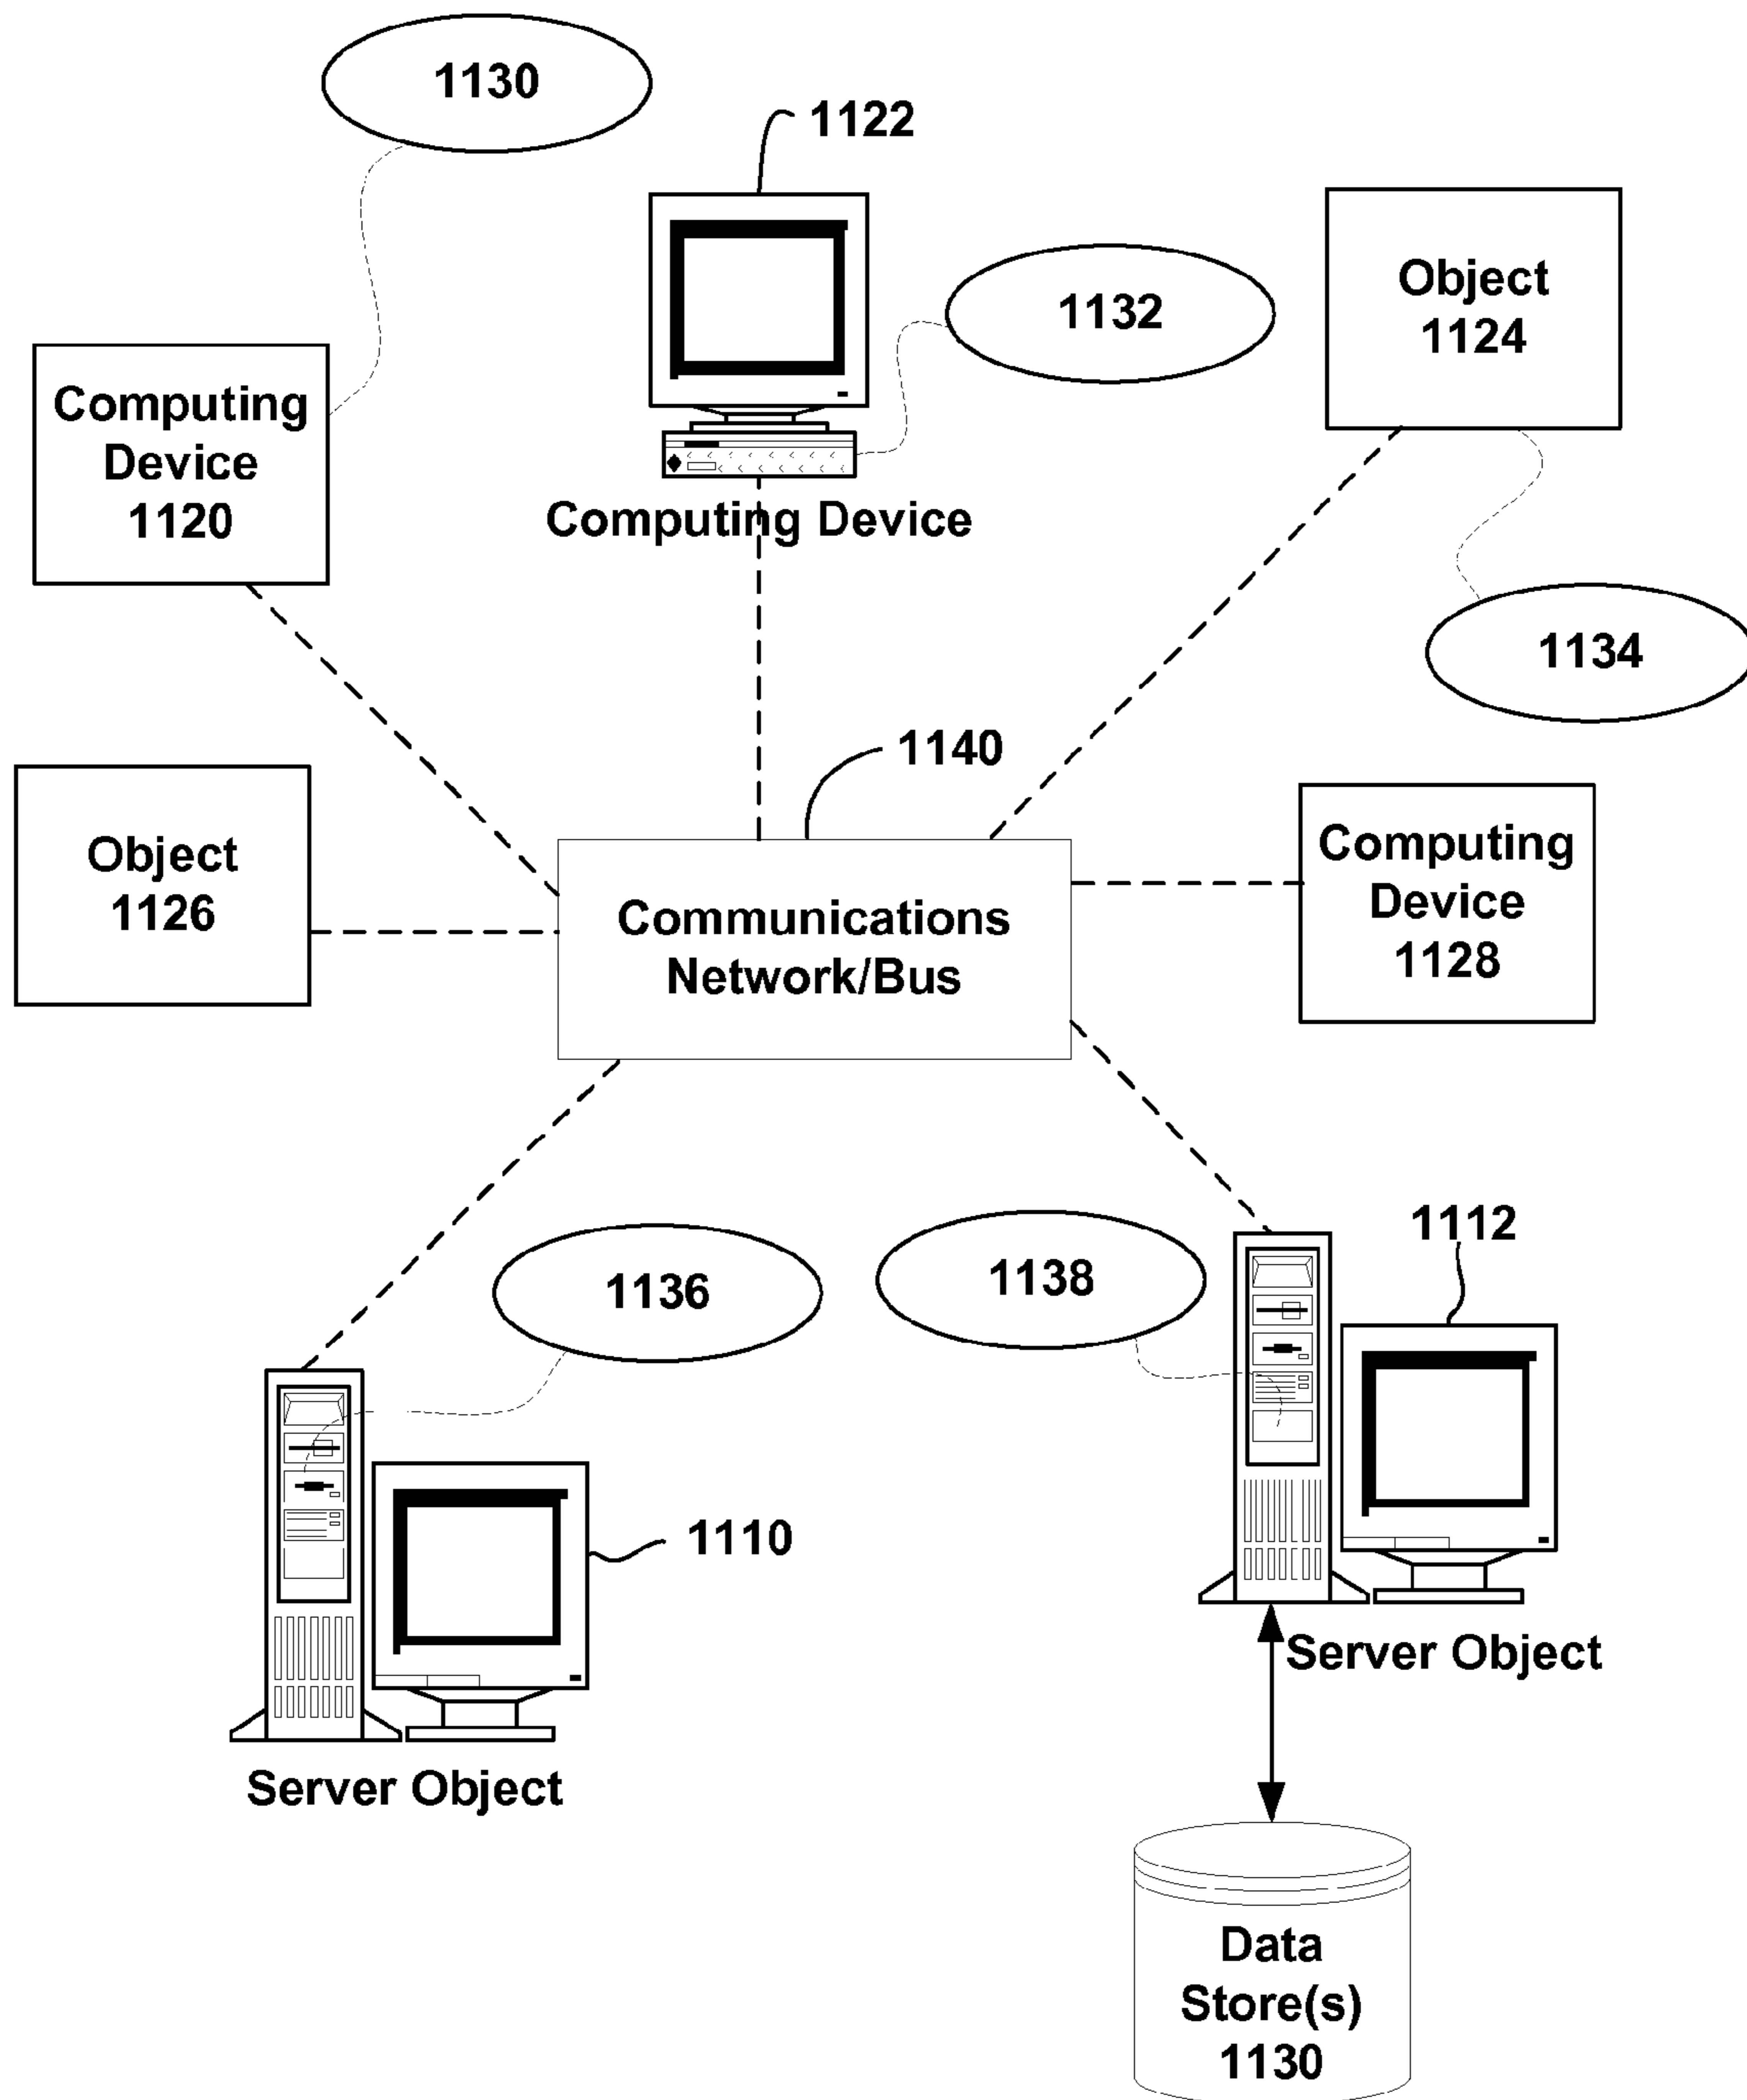 1130
1122
Object
1124
1132
Computing
Device
1120
Computing Device
1134
1140
Object
1126
Communications
Network/Bus
Computing
Device
1128
1112
1136
1138
1110
Server Object
Server Object
Data
Store(s)
1130